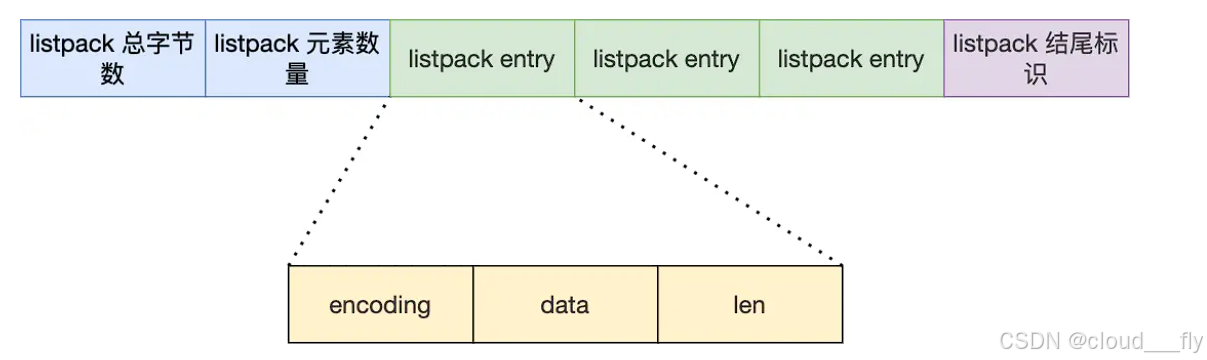 listpack 总字节
数
listpack 元素数
量
listpack entry
listpack entry
listpack entry
listpack 结尾标
识
encoding
data
len
CSDN @cloud___fly